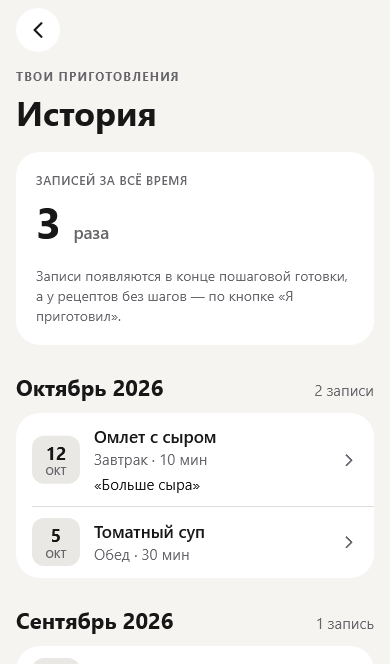 ТВОИ ПРИГОТОВЛЕНИЯ
История
ЗАПИСЕЙ ЗА ВСЁ ВРЕМЯ
3 раза
Записи появляются в конце пошаговой готовки,
а у рецептов без шагов — по кнопке «Я
приготовил».
Октябрь 2026
2 записи
12
ОКТ
Омлет с сыром
Завтрак · 10 мин
«Больше сыра»
5
ОКТ
Томатный суп
Обед · 30 мин
Сентябрь 2026
1 запись